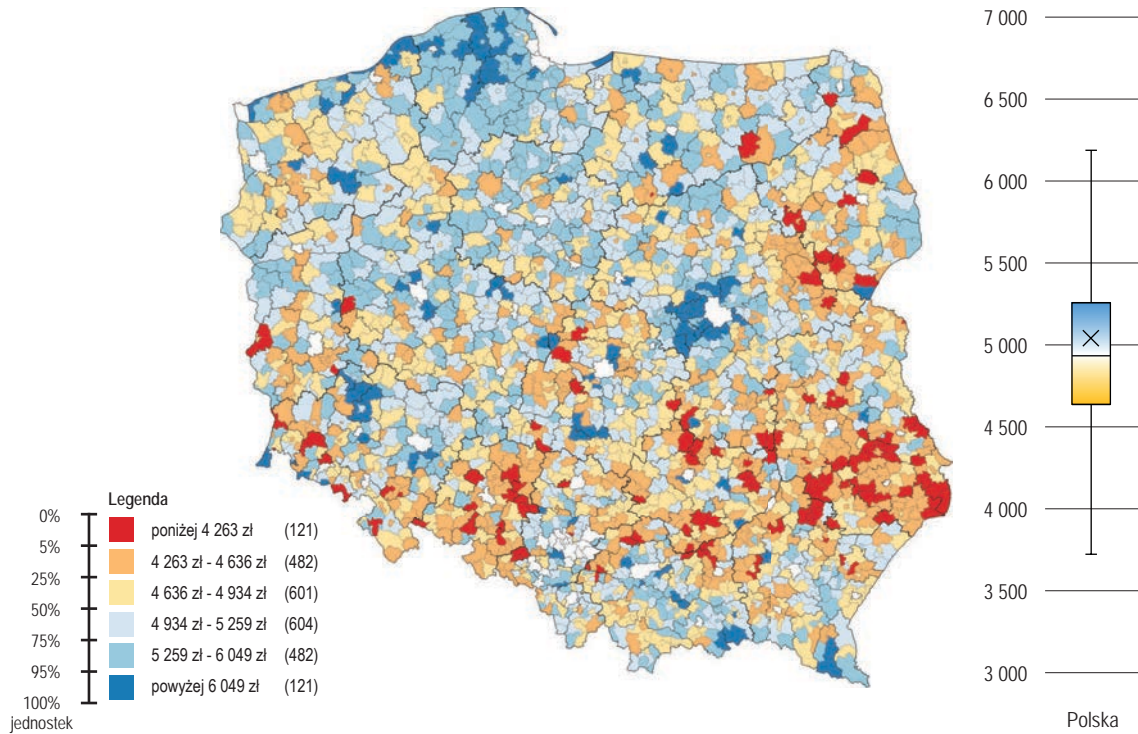 Legenda
0%
5%
25%
50%
75%
95%
100%
jednostek
poniżej 4 263 zł (121)
4 263 zł - 4 636 zł (482)
4 636 zł - 4 934 zł (601)
4 934 zł - 5 259 zł (604)
5 259 zł - 6 049 zł (482)
powyżej 6 049 zł (121)
7 000
6 500
6 000
5 500
5 000
4 500
4 000
3 500
3 000
Polska